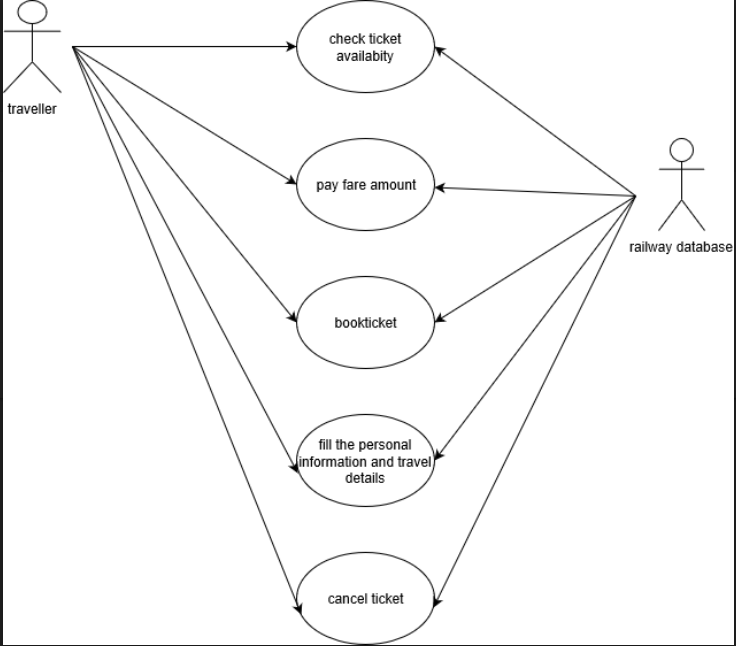 check ticket
availabity
traveller
pay fare amount
railway database
bookticket
fill the personal
information and travel
details
cancel ticket